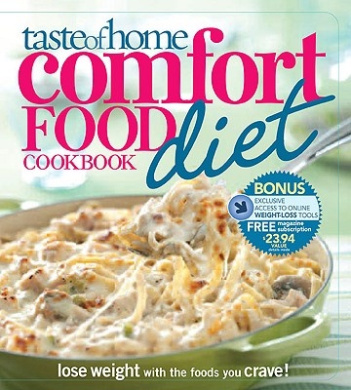 tasteofhome
comfort
FOOD diet
COOKBOOK
BONUS
EXCLUSIVE
ACCESS TO ONLINE
WEIGHT-LOSS TOOLS
FREE magazine subscription
$23.94
VALUE
lose weight with the foods you crave!